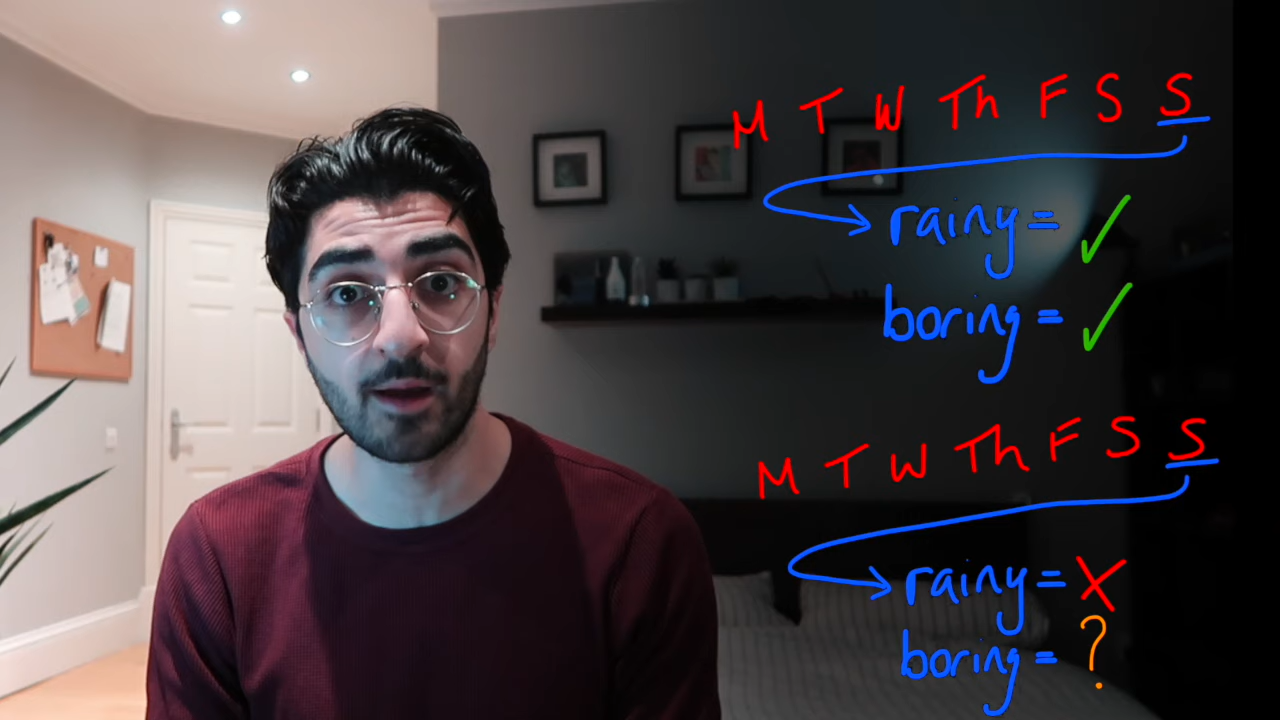 M T W Th F S S
rainy = ✓
boring = ✓
M T W Th F S S
rainy = X
boring = ?